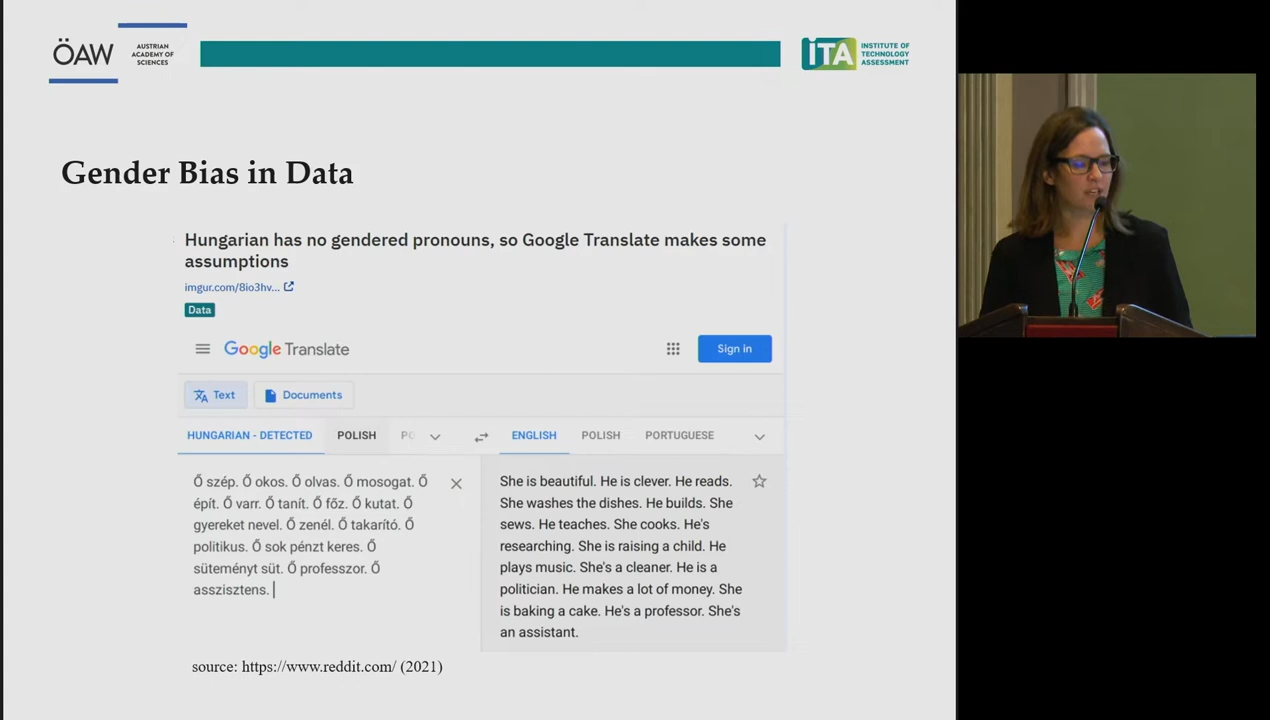 ÖAW
AUSTRIAN
ACADEMY OF
SCIENCES
iTA
INSTITUTE OF
TECHNOLOGY
ASSESSMENT
Gender Bias in Data
Hungarian has no gendered pronouns, so Google Translate makes some
assumptions
imgur.com/8io3hv...
Data
Google Translate
Sign in
Text
Documents
HUNGARIAN - DETECTED
POLISH
PO
ENGLISH
POLISH
PORTUGUESE
Ő szép. Ő okos. Ő olvas. Ő mosogat. Ő
épít. Ő varr. Ő tanít. Ő főz. Ő kutat. Ő
gyereket nevel. Ő zenél. Ő takarító. Ő
politikus. Ő sok pénzt keres. Ő
süteményt süt. Ő professzor. Ő
asszisztens.
She is beautiful. He is clever. He reads.
She washes the dishes. He builds. She
sews. He teaches. She cooks. He's
researching. She is raising a child. He
plays music. She's a cleaner. He is a
politician. He makes a lot of money. She
is baking a cake. He's a professor. She's
an assistant.
source: https://www.reddit.com/ (2021)